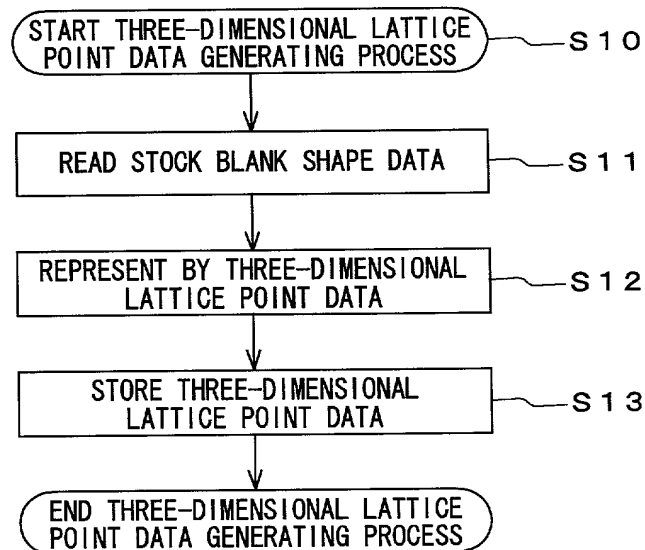 START THREE-DIMENSIONAL LATTICE
POINT DATA GENERATING PROCESS
S10
READ STOCK BLANK SHAPE DATA
S11
REPRESENT BY THREE-DIMENSIONAL
LATTICE POINT DATA
S12
STORE THREE-DIMENSIONAL
LATTICE POINT DATA
S13
END THREE-DIMENSIONAL LATTICE
POINT DATA GENERATING PROCESS